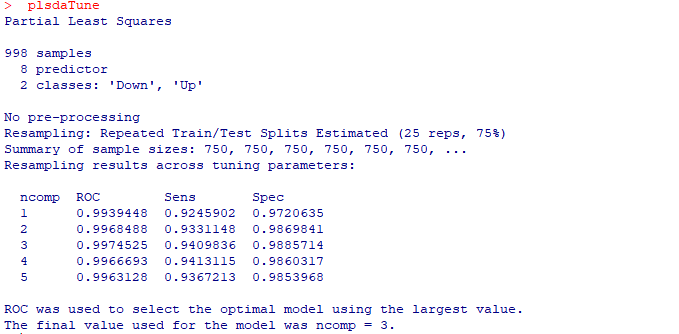 > plsdaTune
Partial Least Squares
998 samples
8 predictor
2 classes: 'Down', 'Up'
No pre-processing
Resampling: Repeated Train/Test Splits Estimated (25 reps, 75%)
Summary of sample sizes: 750, 750, 750, 750, 750, 750, ...
Resampling results across tuning parameters:
ncomp ROC Sens Spec
1 0.9939448 0.9245902 0.9720635
2 0.9968488 0.9331148 0.9869841
3 0.9974525 0.9409836 0.9885714
4 0.9966693 0.9413115 0.9860317
5 0.9963128 0.9367213 0.9853968
ROC was used to select the optimal model using the largest value.
The final value used for the model was ncomp = 3.